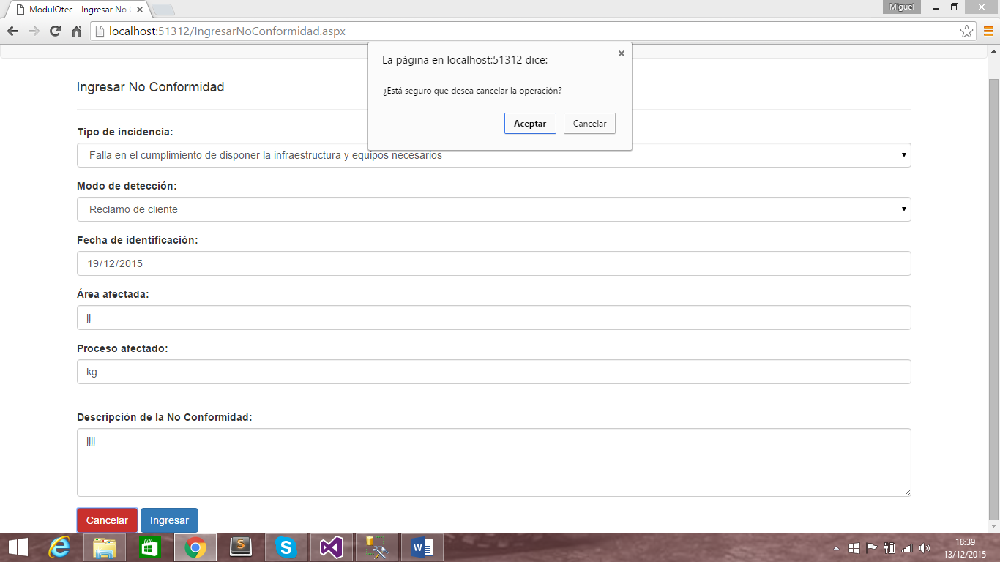 ModulOtec - Ingresar No
Miguel
localhost:51312/IngresarNoConformidad.aspx
La página en localhost:51312 dice:
¿Está seguro que desea cancelar la operación?
Aceptar
Cancelar
Ingresar No Conformidad
Tipo de incidencia:
Falla en el cumplimiento de disponer la infraestructura y equipos necesarios
Modo de detección:
Reclamo de cliente
Fecha de identificación:
19/12/2015
Área afectada:
jj
Proceso afectado:
kg
Descripción de la No Conformidad:
jjjj
Cancelar
Ingresar
18:39
13/12/2015